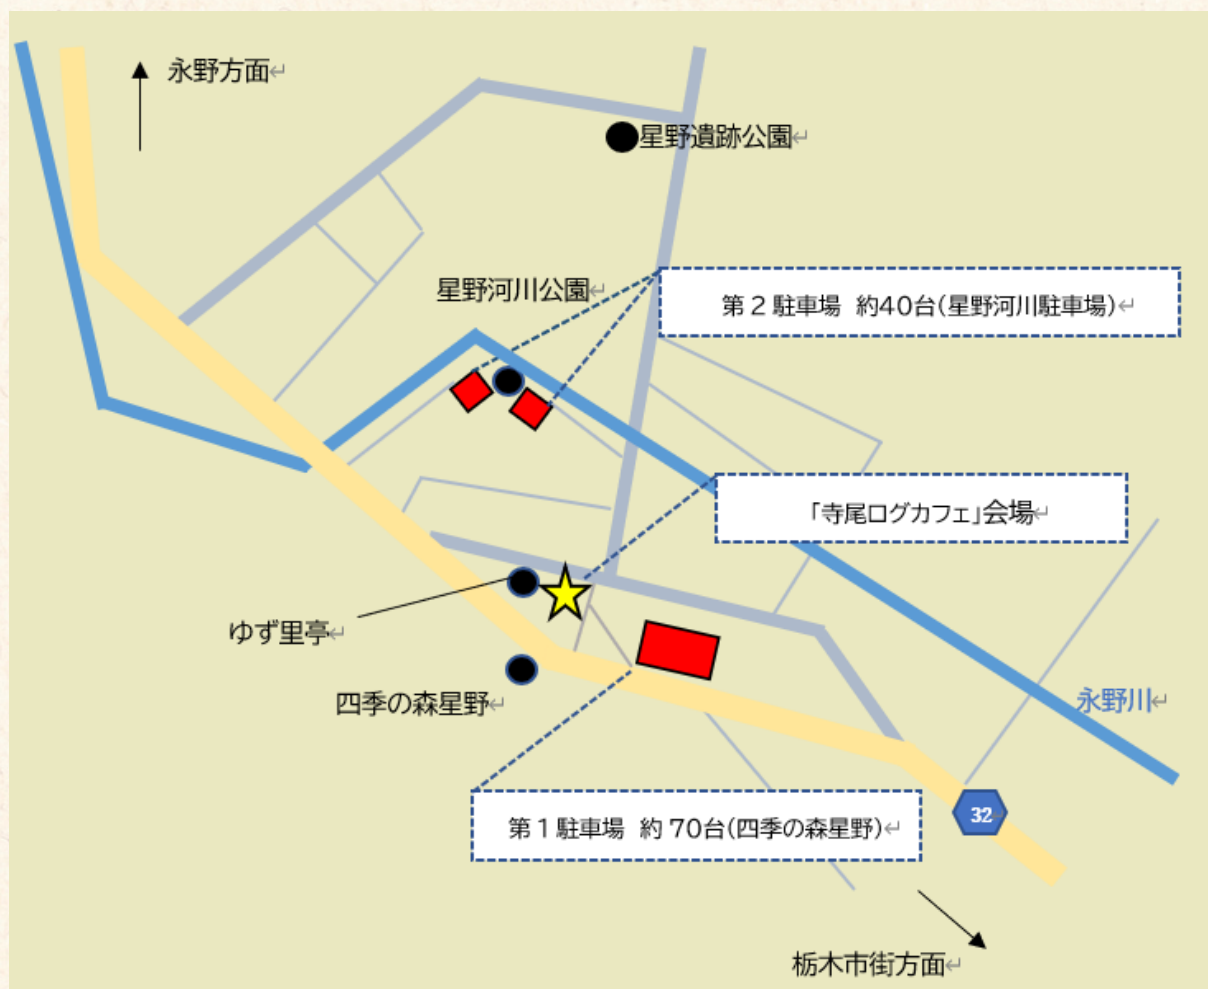 永野方面
星野遺跡公園
星野河川公園
第2駐車場 約40台(星野河川駐車場)
「寺尾ログカフェ」会場
ゆず里亭
四季の森星野
永野川
32
第1駐車場 約70台(四季の森星野)
栃木市街方面